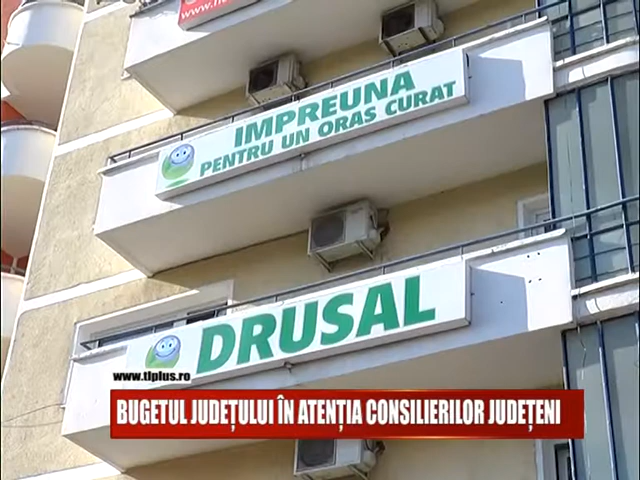 IMPREUNA
PENTRU UN ORAS CURAT
DRUSAL
www.tlplus.ro
BUGETUL JUDEȚULUI ÎN ATENȚIA CONSILIERILOR JUDEȚENI